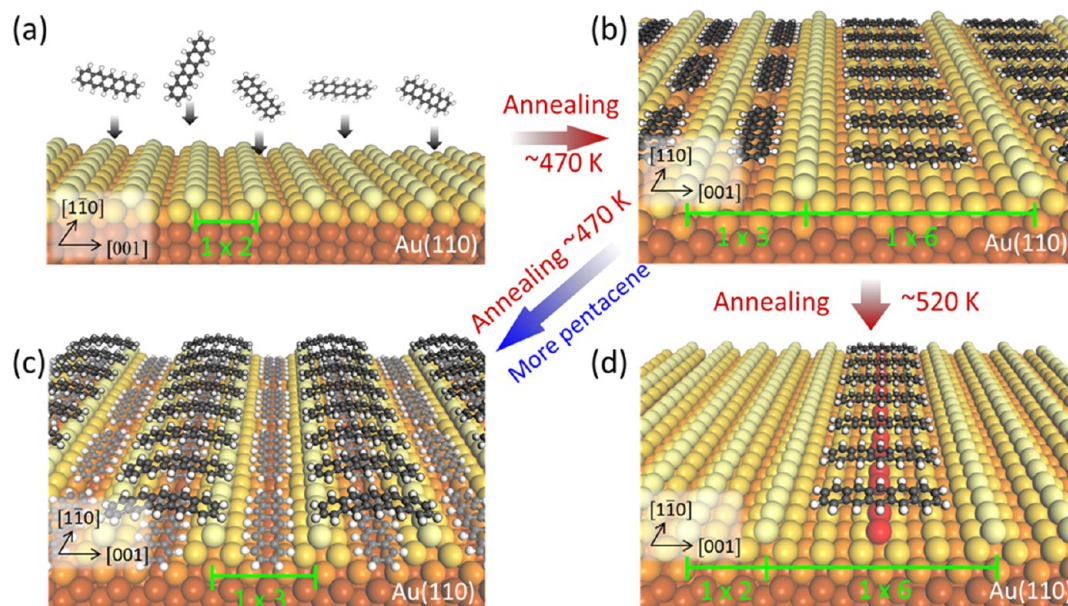 (a)
[11̄0]
[001]
1 x 2
Au(110)
Annealing
~470 K
(b)
[11̄0]
[001]
1 x 3
1 x 6
Au(110)
Annealing ~470 K
More pentacene
Annealing
~520 K
(c)
[11̄0]
[001]
1 x 3
Au(110)
(d)
[11̄0]
[001]
1 x 2
1 x 6
Au(110)